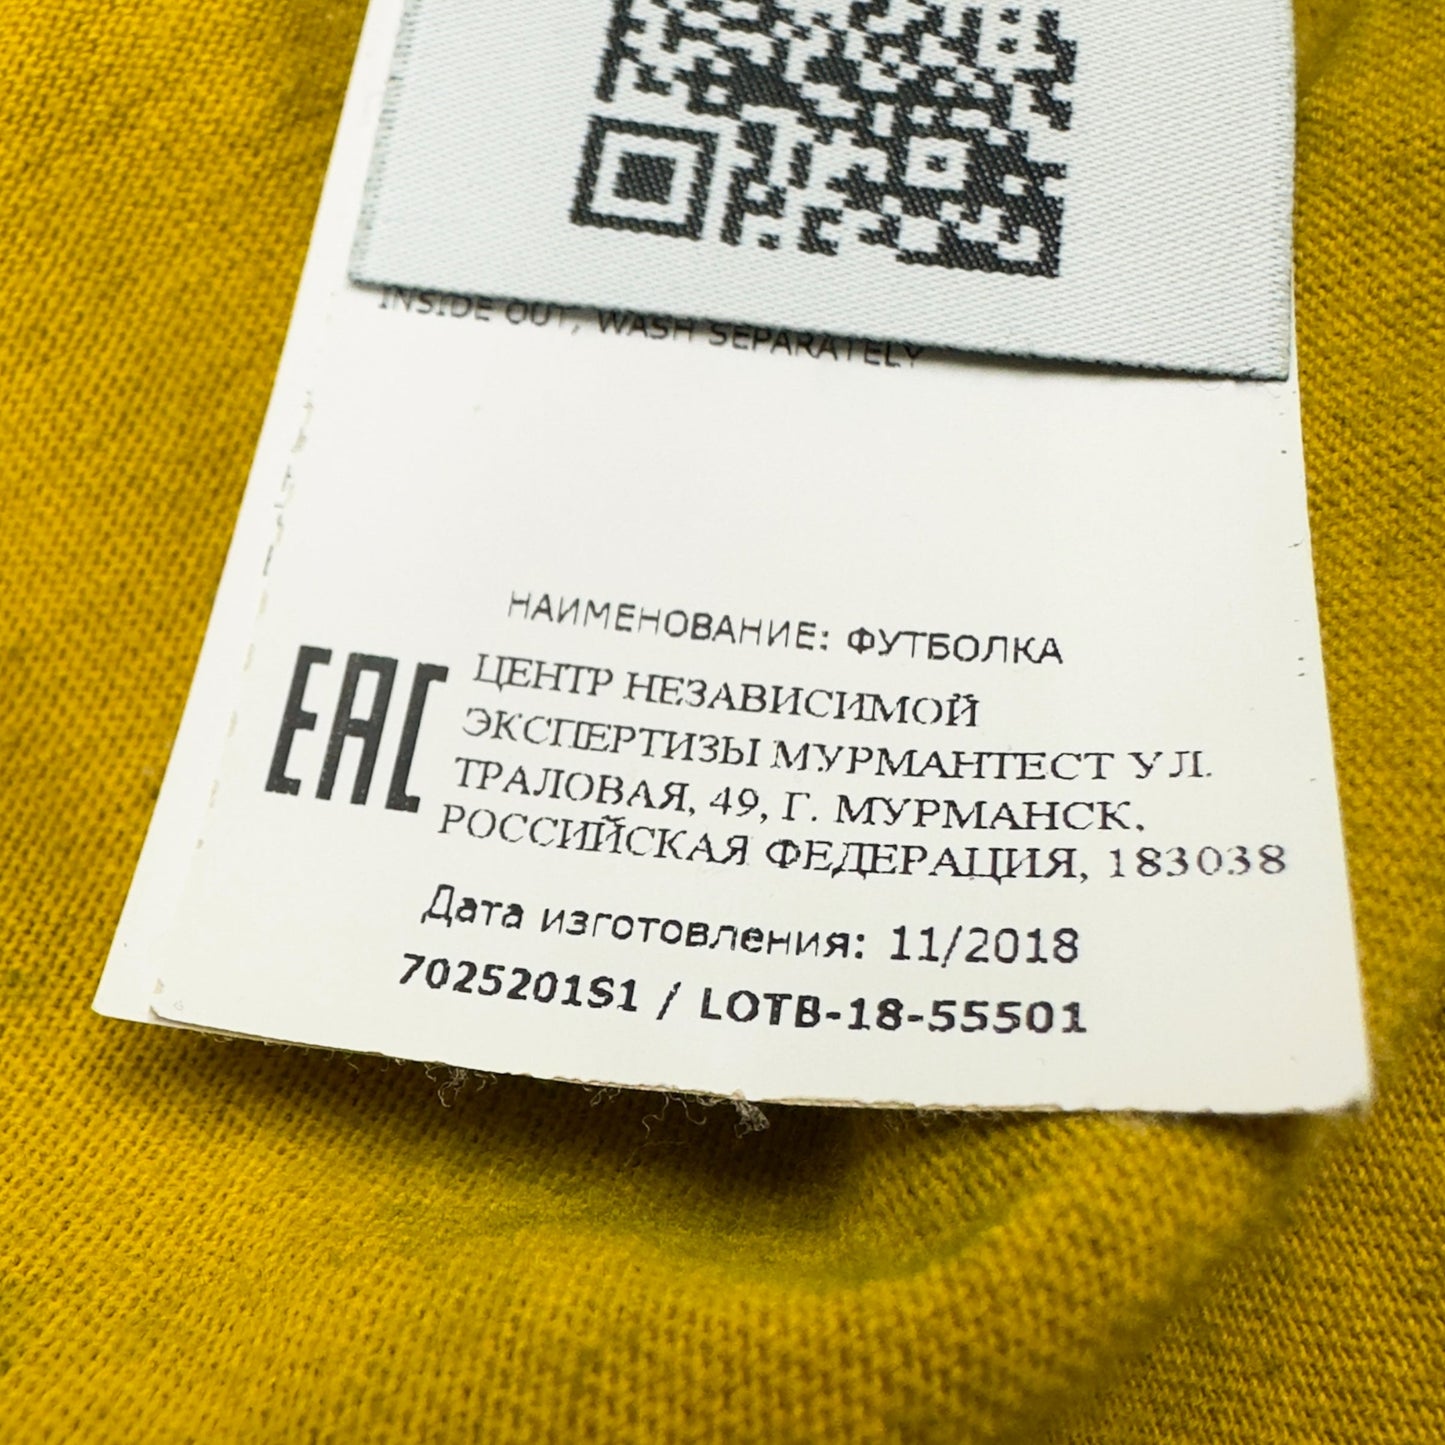 INSIDE OUT, WASH SEPARATELY
НАИМЕНОВАНИЕ: ФУТБОЛКА
EAC
ЦЕНТР НЕЗАВИСИМОЙ
ЭКСПЕРТИЗЫ МУРМАНТЕСТ УЛ.
ТРАЛОВАЯ, 49, Г. МУРМАНСК,
РОССИЙСКАЯ ФЕДЕРАЦИЯ, 183038
Дата изготовления: 11/2018
7025201S1 / LOTB-18-55501